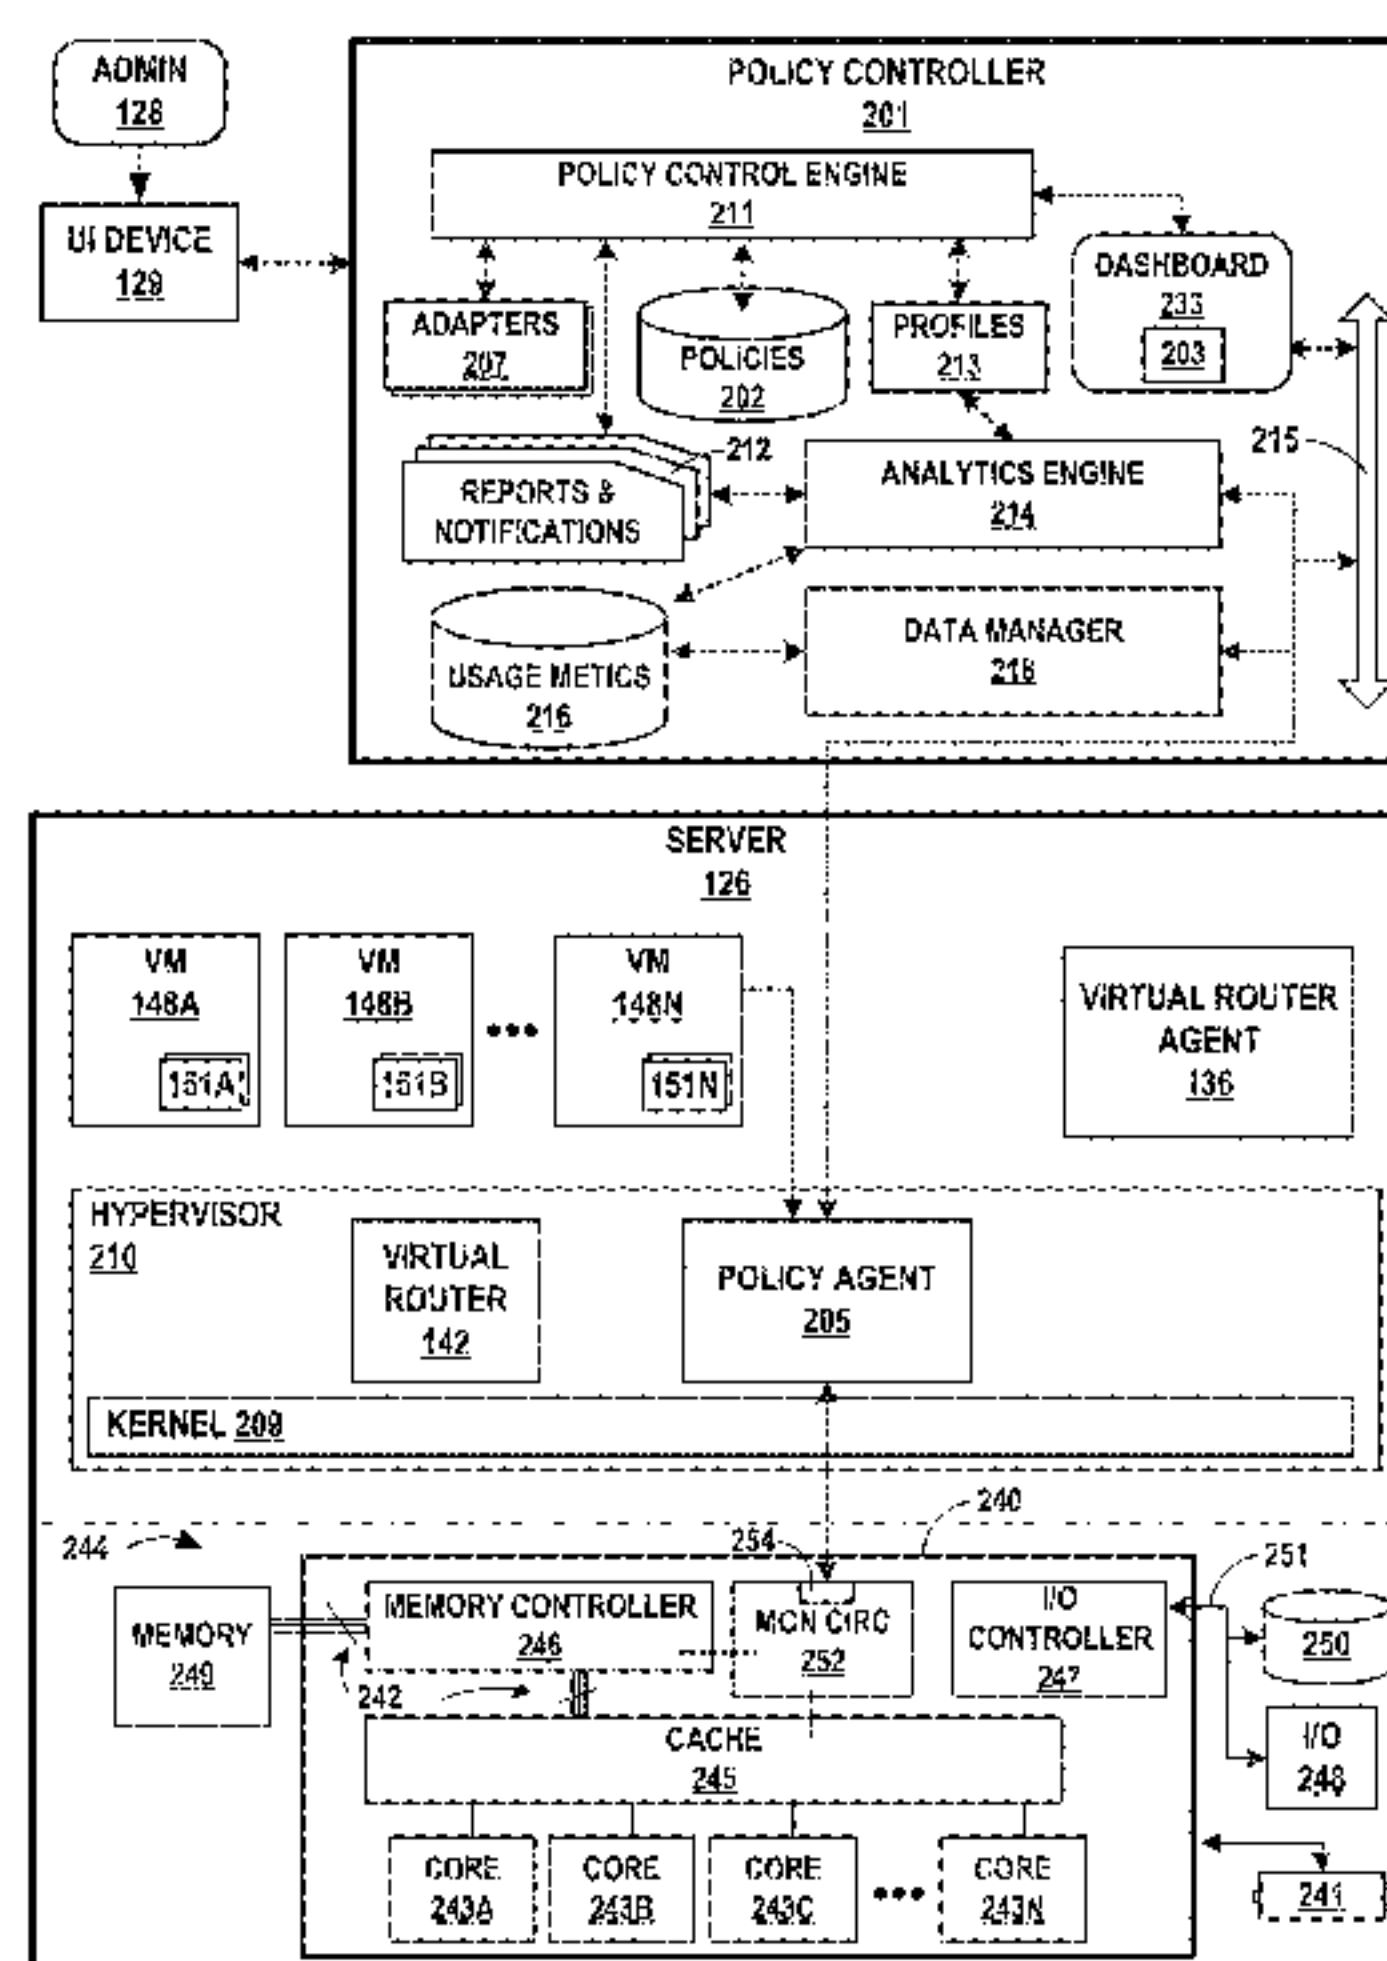 ADMIN
128
UI DEVICE
129
POLICY CONTROLLER
201
POLICY CONTROL ENGINE
211
DASHBOARD
233
203
ADAPTERS
207
POLICIES
202
PROFILES
213
212
REPORTS &
NOTIFICATIONS
ANALYTICS ENGINE
214
215
USAGE METICS
216
DATA MANAGER
218
SERVER
126
VM
148A
151A
VM
148B
151B
•••
VM
148N
151N
VIRTUAL ROUTER
AGENT
136
HYPERVISOR
210
VIRTUAL
ROUTER
142
POLICY AGENT
205
KERNEL 209
240
244
254
251
MEMORY
249
MEMORY CONTROLLER
246
MON CIRC
252
I/O
CONTROLLER
247
250
242
CACHE
245
I/O
248
CORE
243A
CORE
243B
CORE
243C
•••
CORE
243N
241